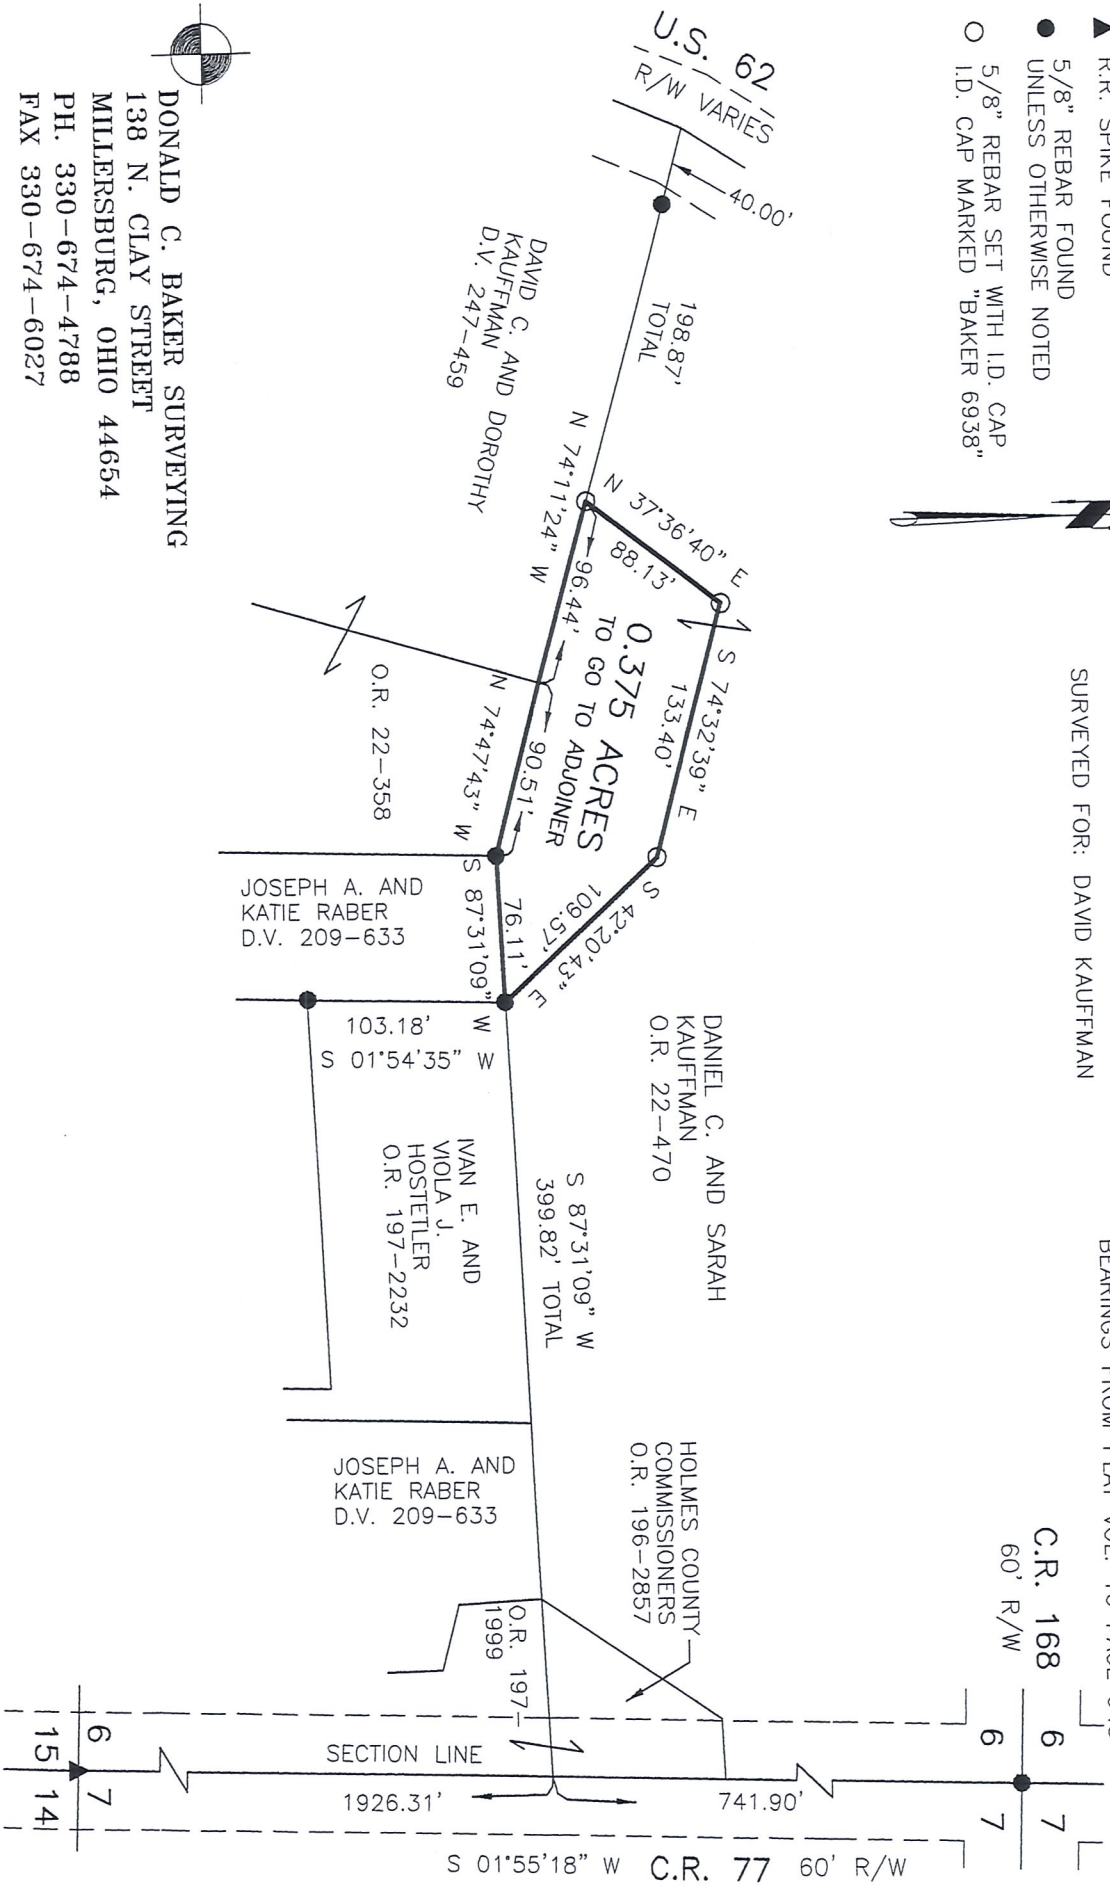 R.R. SPIKE FOUND
5/8" REBAR FOUND
UNLESS OTHERWISE NOTED
5/8" REBAR SET WITH I.D. CAP
I.D. CAP MARKED "BAKER 6938"
SURVEYED FOR: DAVID KAUFFMAN
BEARINGS FROM PLAT VOL.
U.S. 62
R/W VARIES
40.00'
198.87'
TOTAL
DAVID C. AND DOROTHY
KAUFFMAN
D.V. 247-459
N 74°11'24" W
96.44'
N 37°36'40" E
88.13'
S 74°32'39" E
133.40'
0.375 ACRES
TO GO TO ADJOINER
S 42°20'43" E
109.57'
N 74°47'43" W
90.51'
O.R. 22-358
S 87°31'09" W
76.11'
JOSEPH A. AND
KATIE RABER
D.V. 209-633
103.18'
S 01°54'35" W
DANIEL C. AND SARAH
KAUFFMAN
O.R. 22-470
S 87°31'09" W
399.82' TOTAL
IVAN E. AND
VIOLA J.
HOSTETLER
O.R. 197-2232
JOSEPH A. AND
KATIE RABER
D.V. 209-633
HOLMES COUNTY
COMMISSIONERS
O.R. 196-2857
O.R. 197-
1999
C.R. 168
60' R/W
6 7
6 7
SECTION LINE
1926.31'
741.90'
S 01°55'18" W C.R. 77 60' R/W
6 7
15 14
DONALD C. BAKER SURVEYING
138 N. CLAY STREET
MILLERSBURG, OHIO 44654
PH. 330-674-4788
FAX 330-674-6027